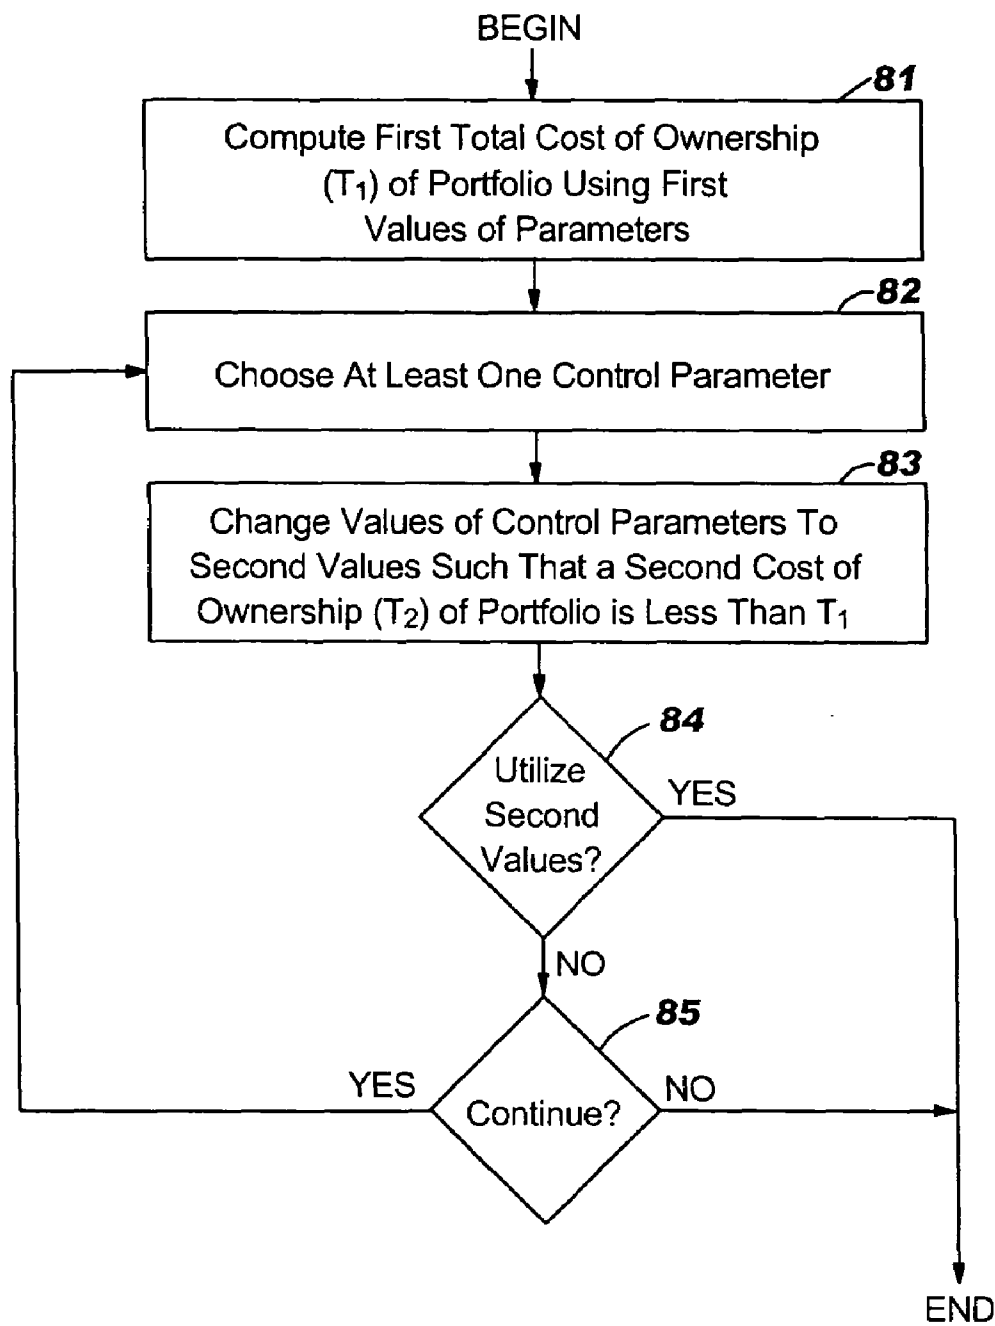 BEGIN
81
Compute First Total Cost of Ownership
(T₁) of Portfolio Using First
Values of Parameters
82
Choose At Least One Control Parameter
83
Change Values of Control Parameters To
Second Values Such That a Second Cost of
Ownership (T₂) of Portfolio is Less Than T₁
84
Utilize
Second
Values?
YES
NO
85
Continue?
YES
NO
END